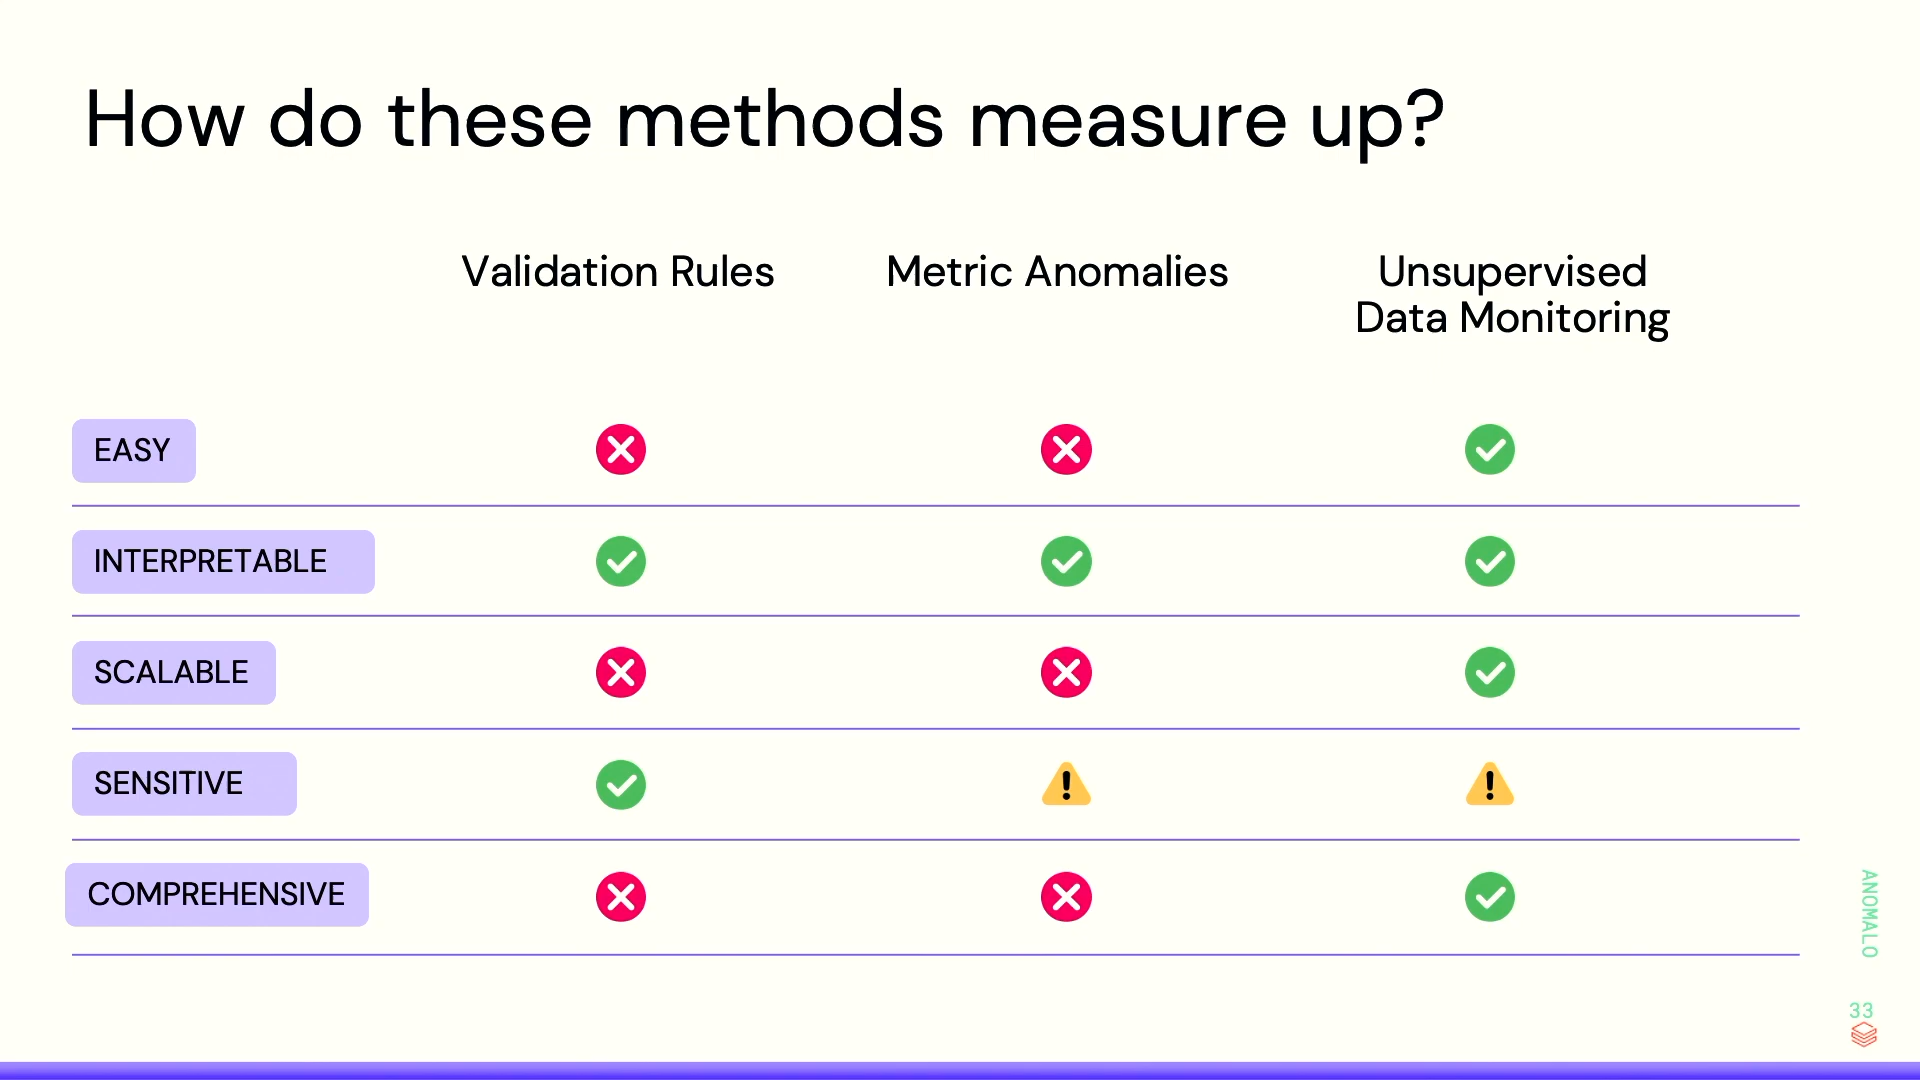 How do these methods measure up?
Validation Rules
Metric Anomalies
Unsupervised
Data Monitoring
EASY
INTERPRETABLE
SCALABLE
SENSITIVE
COMPREHENSIVE
ANOMALO
33